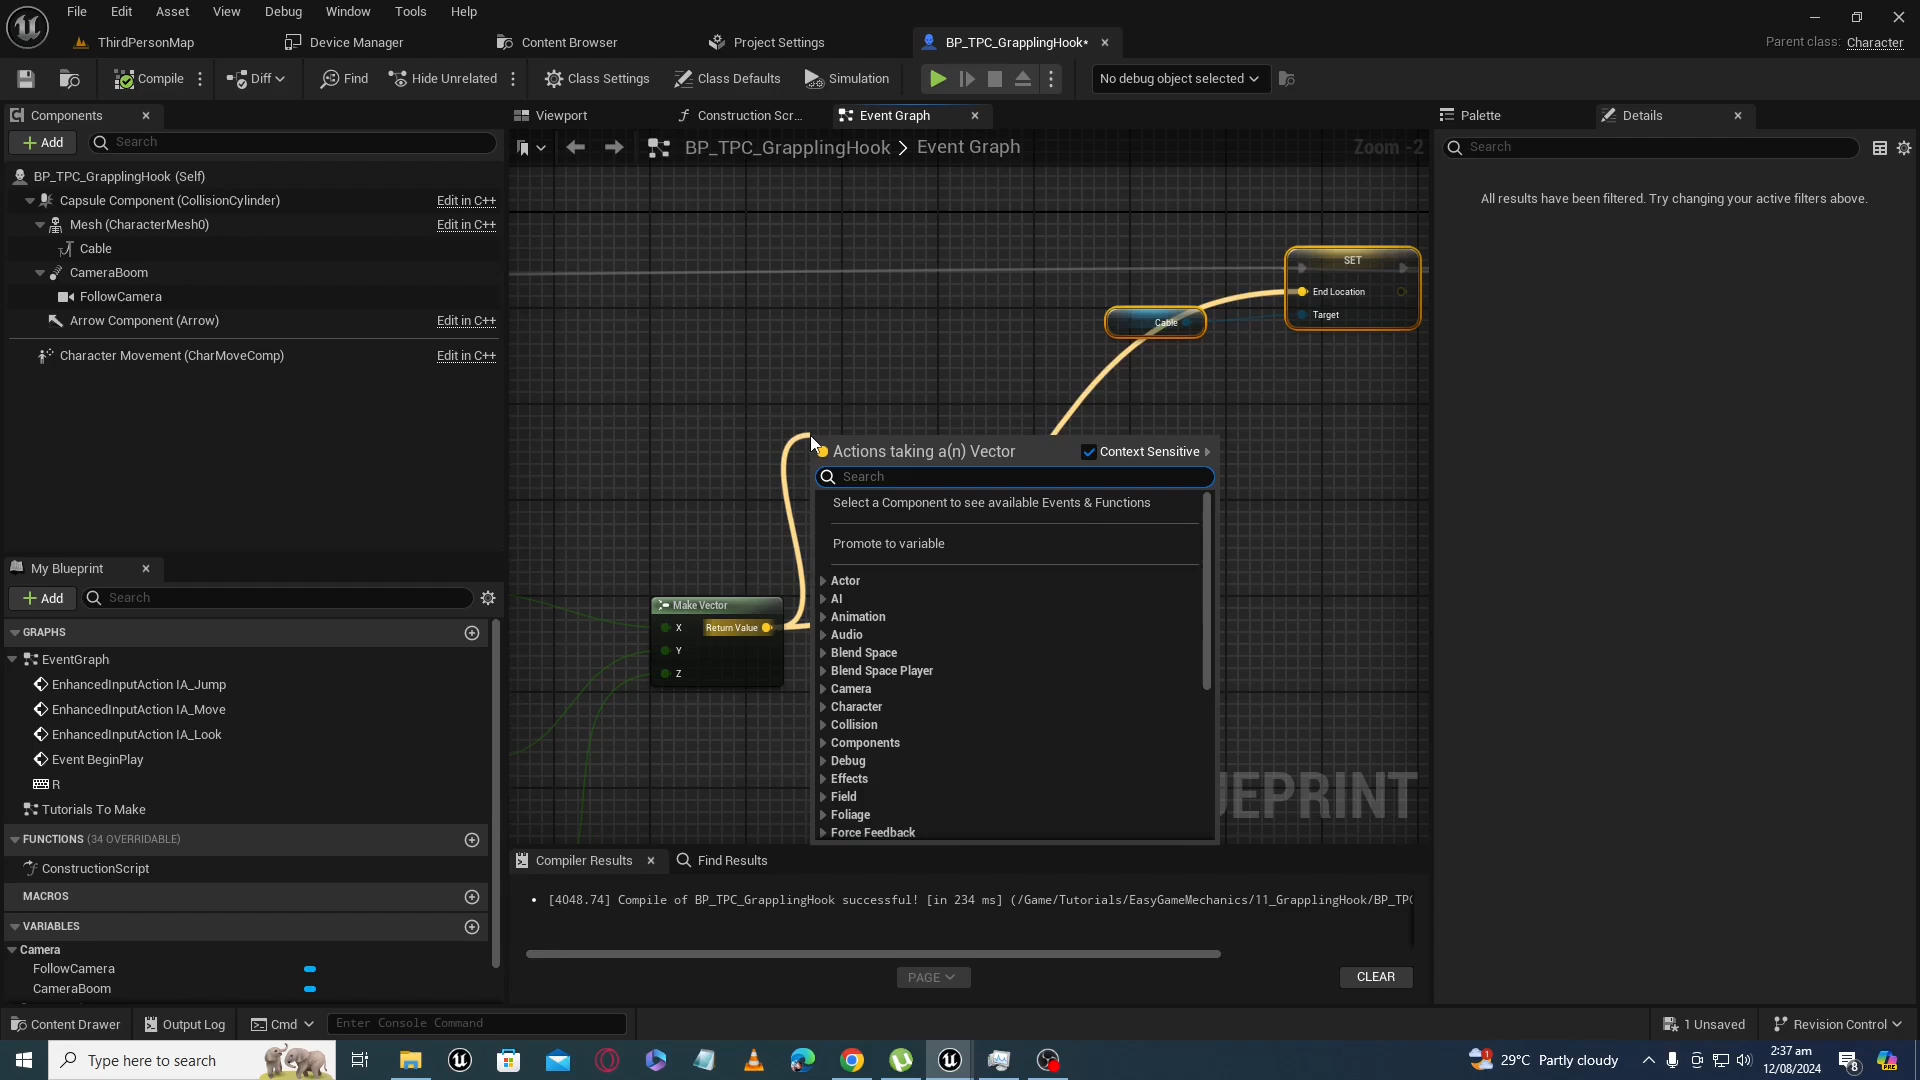 File Edit Asset View Debug Window Tools Help
ThirdPersonMap Device Manager Content Browser Project Settings BP_TPC_GrapplingHook* Parent class: Character
Compile Diff Find Hide Unrelated Class Settings Class Defaults Simulation No debug object selected
Components Viewport Construction Scr... Event Graph Palette Details
Add Search BP_TPC_GrapplingHook > Event Graph Zoom -2 Search
BP_TPC_GrapplingHook (Self) All results have been filtered. Try changing your active filters above.
Capsule Component (CollisionCylinder) Edit in C++
Mesh (CharacterMesh0) Edit in C++
Cable
CameraBoom
FollowCamera
Arrow Component (Arrow) Edit in C++
Character Movement (CharMoveComp) Edit in C++
SET
End Location
Target
Cable
Actions taking a(n) Vector Context Sensitive
Search
Select a Component to see available Events & Functions
Promote to variable
Actor
AI
Animation
Audio
Blend Space
Blend Space Player
Camera
Character
Collision
Components
Debug
Effects
Field
Foliage
Force Feedback
Make Vector
X Return Value
Y
Z
UEPRINT
My Blueprint
Add Search
GRAPHS
EventGraph
EnhancedInputAction IA_Jump
EnhancedInputAction IA_Move
EnhancedInputAction IA_Look
Event BeginPlay
R
Tutorials To Make
FUNCTIONS (34 OVERRIDABLE)
ConstructionScript
MACROS
VARIABLES
Camera
FollowCamera
CameraBoom
Compiler Results Find Results
[4048.74] Compile of BP_TPC_GrapplingHook successful! [in 234 ms] (/Game/Tutorials/EasyGameMechanics/11_GrapplingHook/BP_TPC
PAGE CLEAR
Content Drawer Output Log Cmd Enter Console Command 1 Unsaved Revision Control
Type here to search 29°C Partly cloudy 2:37 am
12/08/2024